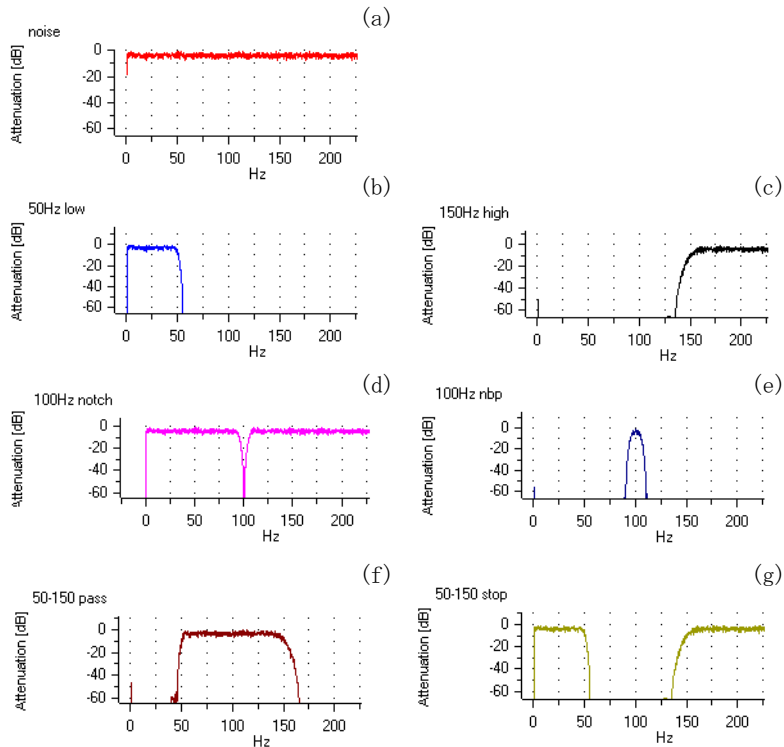 (a)
noise
Attenuation [dB]
0
-20
-40
-60
0 50 100 150 200
Hz
(b)
50Hz low
Attenuation [dB]
0
-20
-40
-60
0 50 100 150 200
Hz
(c)
150Hz high
Attenuation [dB]
0
-20
-40
-60
0 50 100 150 200
Hz
(d)
100Hz notch
Attenuation [dB]
0
-20
-40
-60
0 50 100 150 200
Hz
(e)
100Hz nbp
Attenuation [dB]
0
-20
-40
-60
0 50 100 150 200
Hz
(f)
50-150 pass
Attenuation [dB]
0
-20
-40
-60
0 50 100 150 200
Hz
(g)
50-150 stop
Attenuation [dB]
0
-20
-40
-60
0 50 100 150 200
Hz